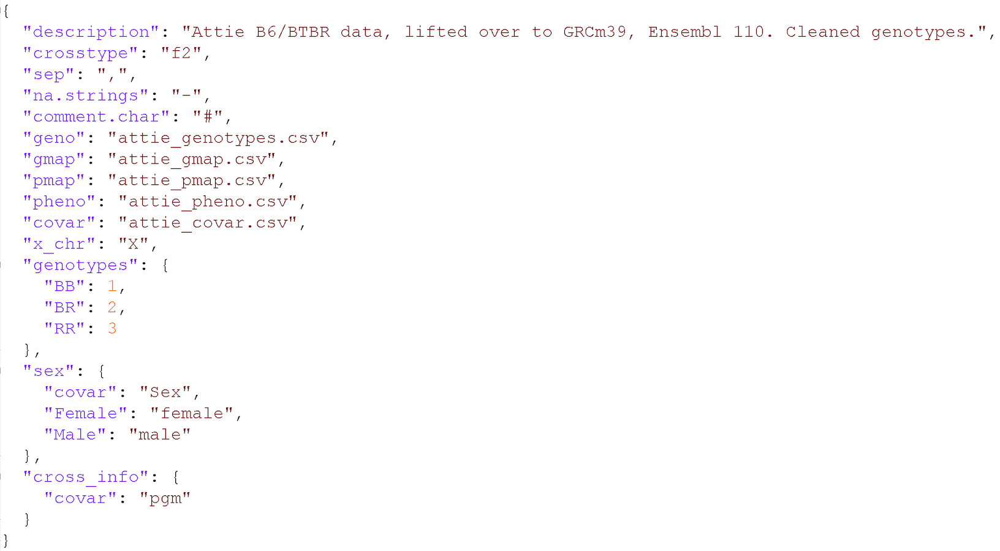 {
"description": "Attie B6/BTBR data, lifted over to GRCm39, Ensembl 110. Cleaned genotypes.",
"crosstype": "f2",
"sep": ",",
"na.strings": "-",
"comment.char": "#",
"geno": "attie_genotypes.csv",
"gmap": "attie_gmap.csv",
"pmap": "attie_pmap.csv",
"pheno": "attie_pheno.csv",
"covar": "attie_covar.csv",
"x_chr": "X",
"genotypes": {
"BB": 1,
"BR": 2,
"RR": 3
},
"sex": {
"covar": "Sex",
"Female": "female",
"Male": "male"
},
"cross_info": {
"covar": "pgm"
}
}